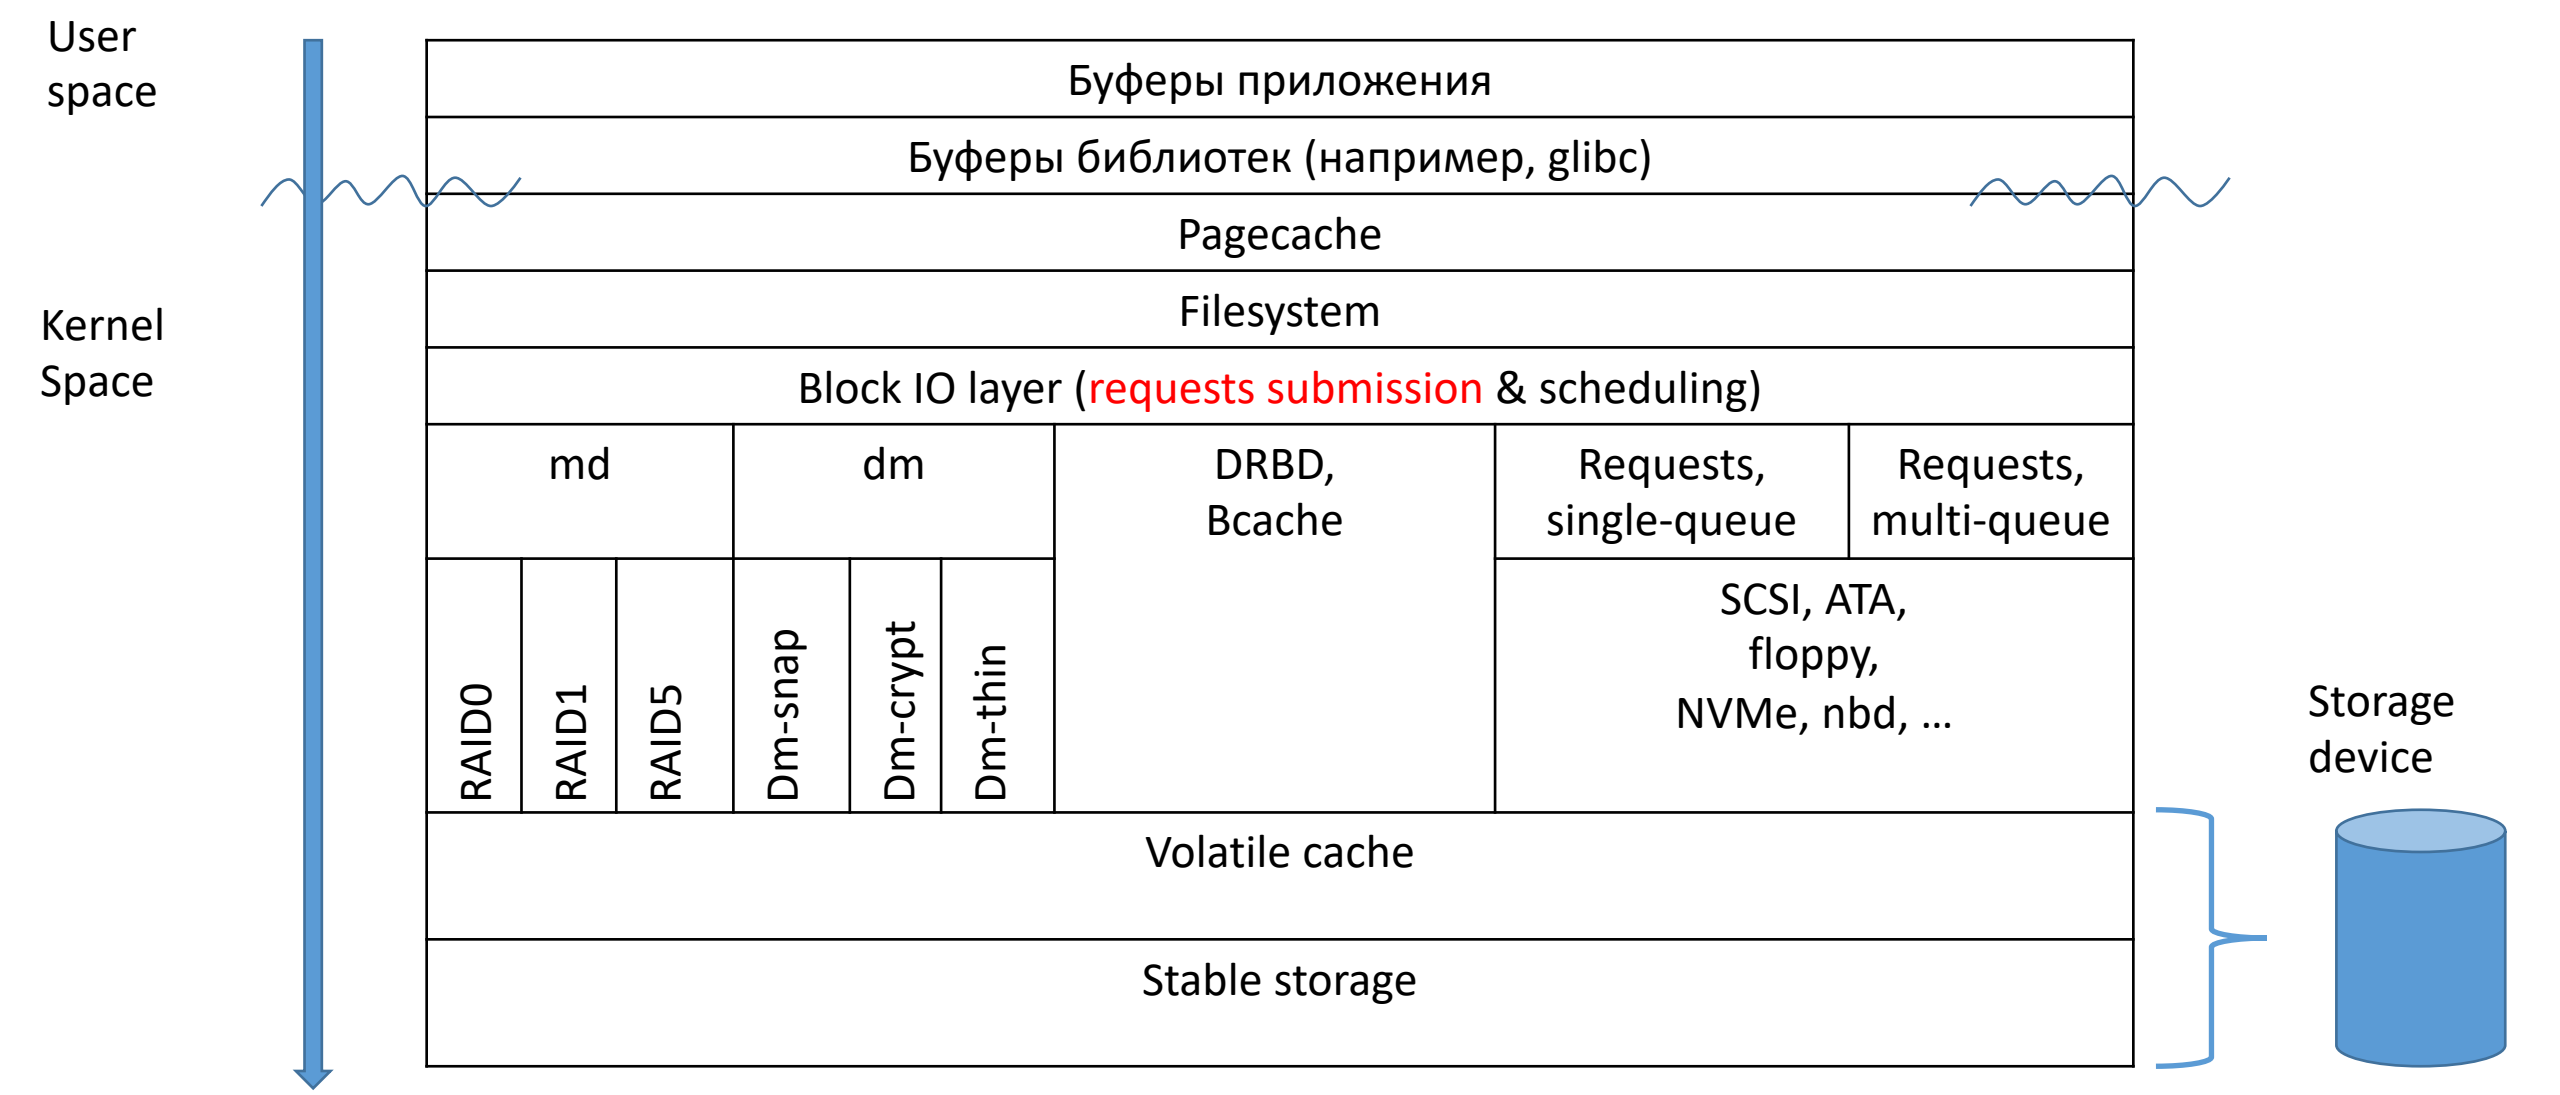 User
space
Буферы приложения
Буферы библиотек (например, glibc)
Pagecache
Kernel
Space
Filesystem
Block IO layer (requests submission & scheduling)
md
dm
DRBD,
Bcache
Requests,
single-queue
Requests,
multi-queue
RAID0
RAID1
RAID5
Dm-snap
Dm-crypt
Dm-thin
SCSI, ATA,
floppy,
NVMe, nbd, ...
Storage
device
Volatile cache
Stable storage